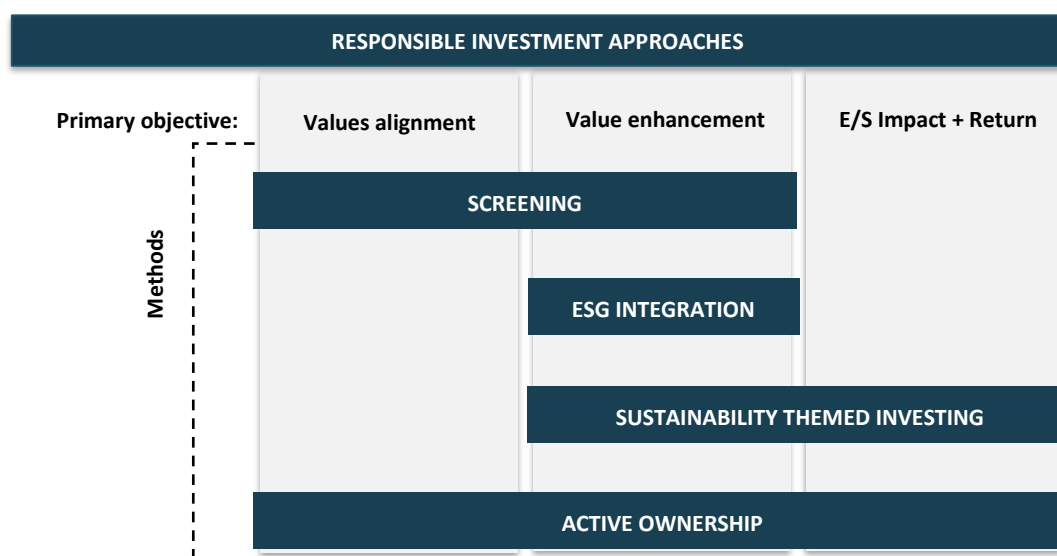 RESPONSIBLE INVESTMENT APPROACHES
Primary objective:
Values alignment
Value enhancement
E/S Impact + Return
Methods
SCREENING
ESG INTEGRATION
SUSTAINABILITY THEMED INVESTING
ACTIVE OWNERSHIP